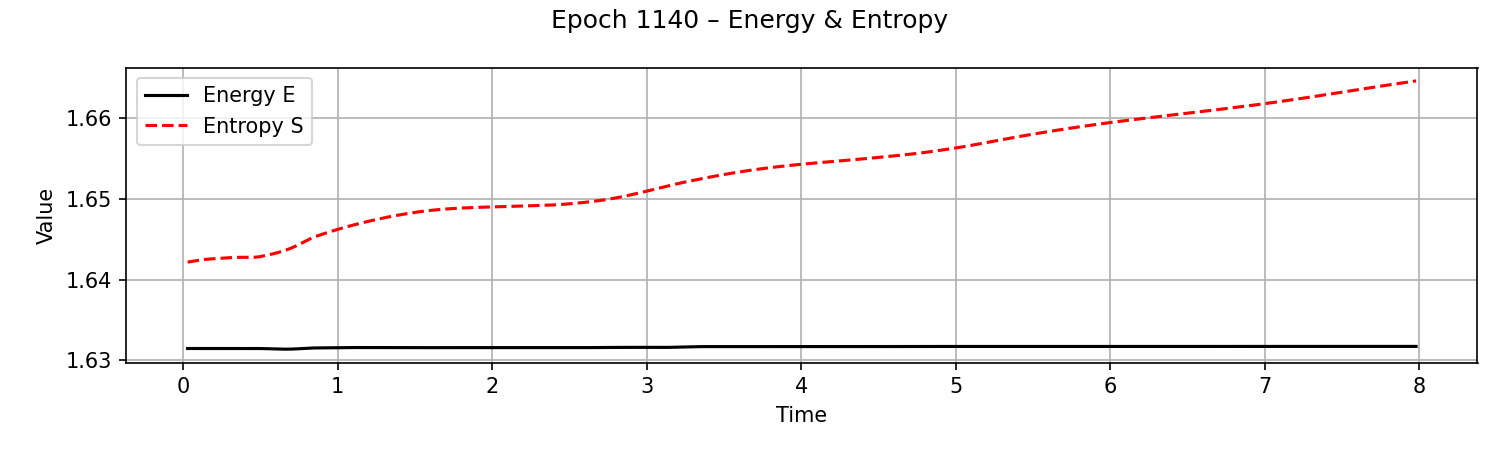 Epoch 1140 – Energy & Entropy
Energy E
Entropy S
Value
1.66
1.65
1.64
1.63
0 1 2 3 4 5 6 7 8
Time